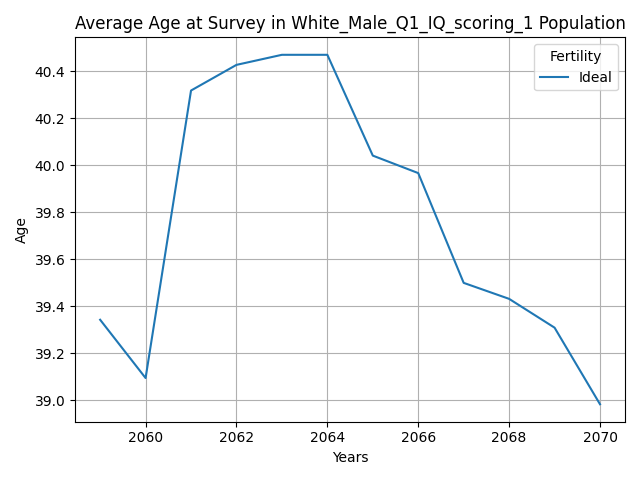 Average Age at Survey in White_Male_Q1_IQ_scoring_1 Population
Fertility
Ideal
40.4
40.2
40.0
39.8
39.6
39.4
39.2
39.0
Age
2060 2062 2064 2066 2068 2070
Years